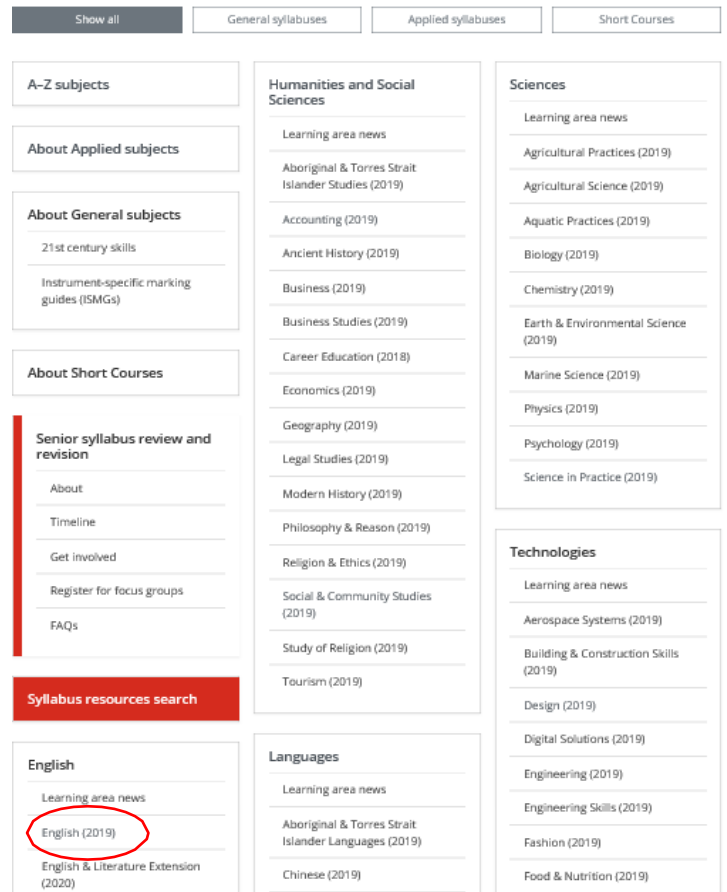 Show all
General syllabuses
Applied syllabuses
Short Courses
A–Z subjects
About Applied subjects
About General subjects
21st century skills
Instrument-specific marking
guides (ISMGs)
About Short Courses
Senior syllabus review and
revision
About
Timeline
Get involved
Register for focus groups
FAQs
Syllabus resources search
English
Learning area news
English (2019)
English & Literature Extension
(2020)
Humanities and Social
Sciences
Learning area news
Aboriginal & Torres Strait
Islander Studies (2019)
Accounting (2019)
Ancient History (2019)
Business (2019)
Business Studies (2019)
Career Education (2018)
Economics (2019)
Geography (2019)
Legal Studies (2019)
Modern History (2019)
Philosophy & Reason (2019)
Religion & Ethics (2019)
Social & Community Studies
(2019)
Study of Religion (2019)
Tourism (2019)
Languages
Learning area news
Aboriginal & Torres Strait
Islander Languages (2019)
Chinese (2019)
Sciences
Learning area news
Agricultural Practices (2019)
Agricultural Science (2019)
Aquatic Practices (2019)
Biology (2019)
Chemistry (2019)
Earth & Environmental Science
(2019)
Marine Science (2019)
Physics (2019)
Psychology (2019)
Science in Practice (2019)
Technologies
Learning area news
Aerospace Systems (2019)
Building & Construction Skills
(2019)
Design (2019)
Digital Solutions (2019)
Engineering (2019)
Engineering Skills (2019)
Fashion (2019)
Food & Nutrition (2019)